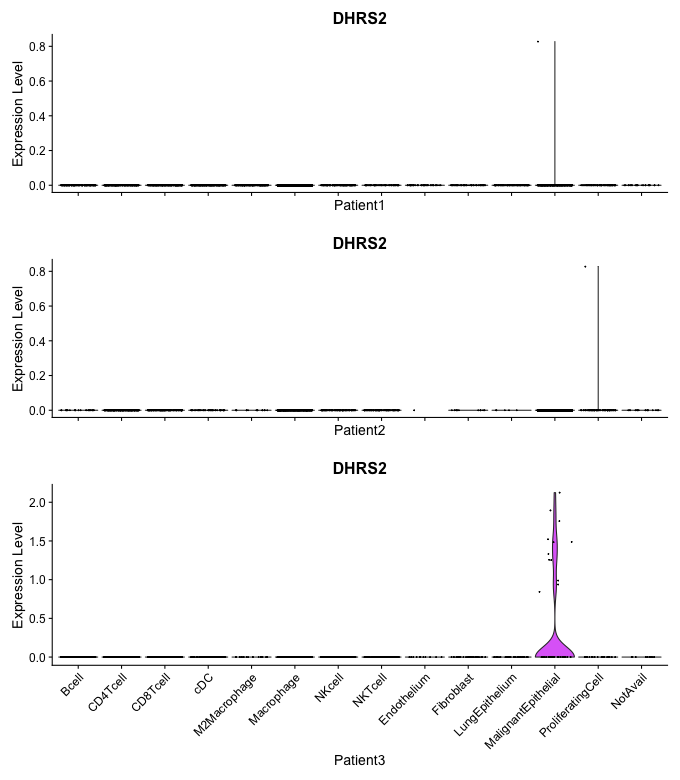 DHRS2
Expression Level
0.8
0.6
0.4
0.2
0.0
Patient1
DHRS2
Expression Level
0.8
0.6
0.4
0.2
0.0
Patient2
DHRS2
Expression Level
2.0
1.5
1.0
0.5
0.0
Bcell
CD4Tcell
CD8Tcell
cDC
M2Macrophage
Macrophage
NKcell
NKTcell
Endothelium
Fibroblast
LungEpithelium
MalignantEpithelial
ProliferatingCell
NotAvail
Patient3